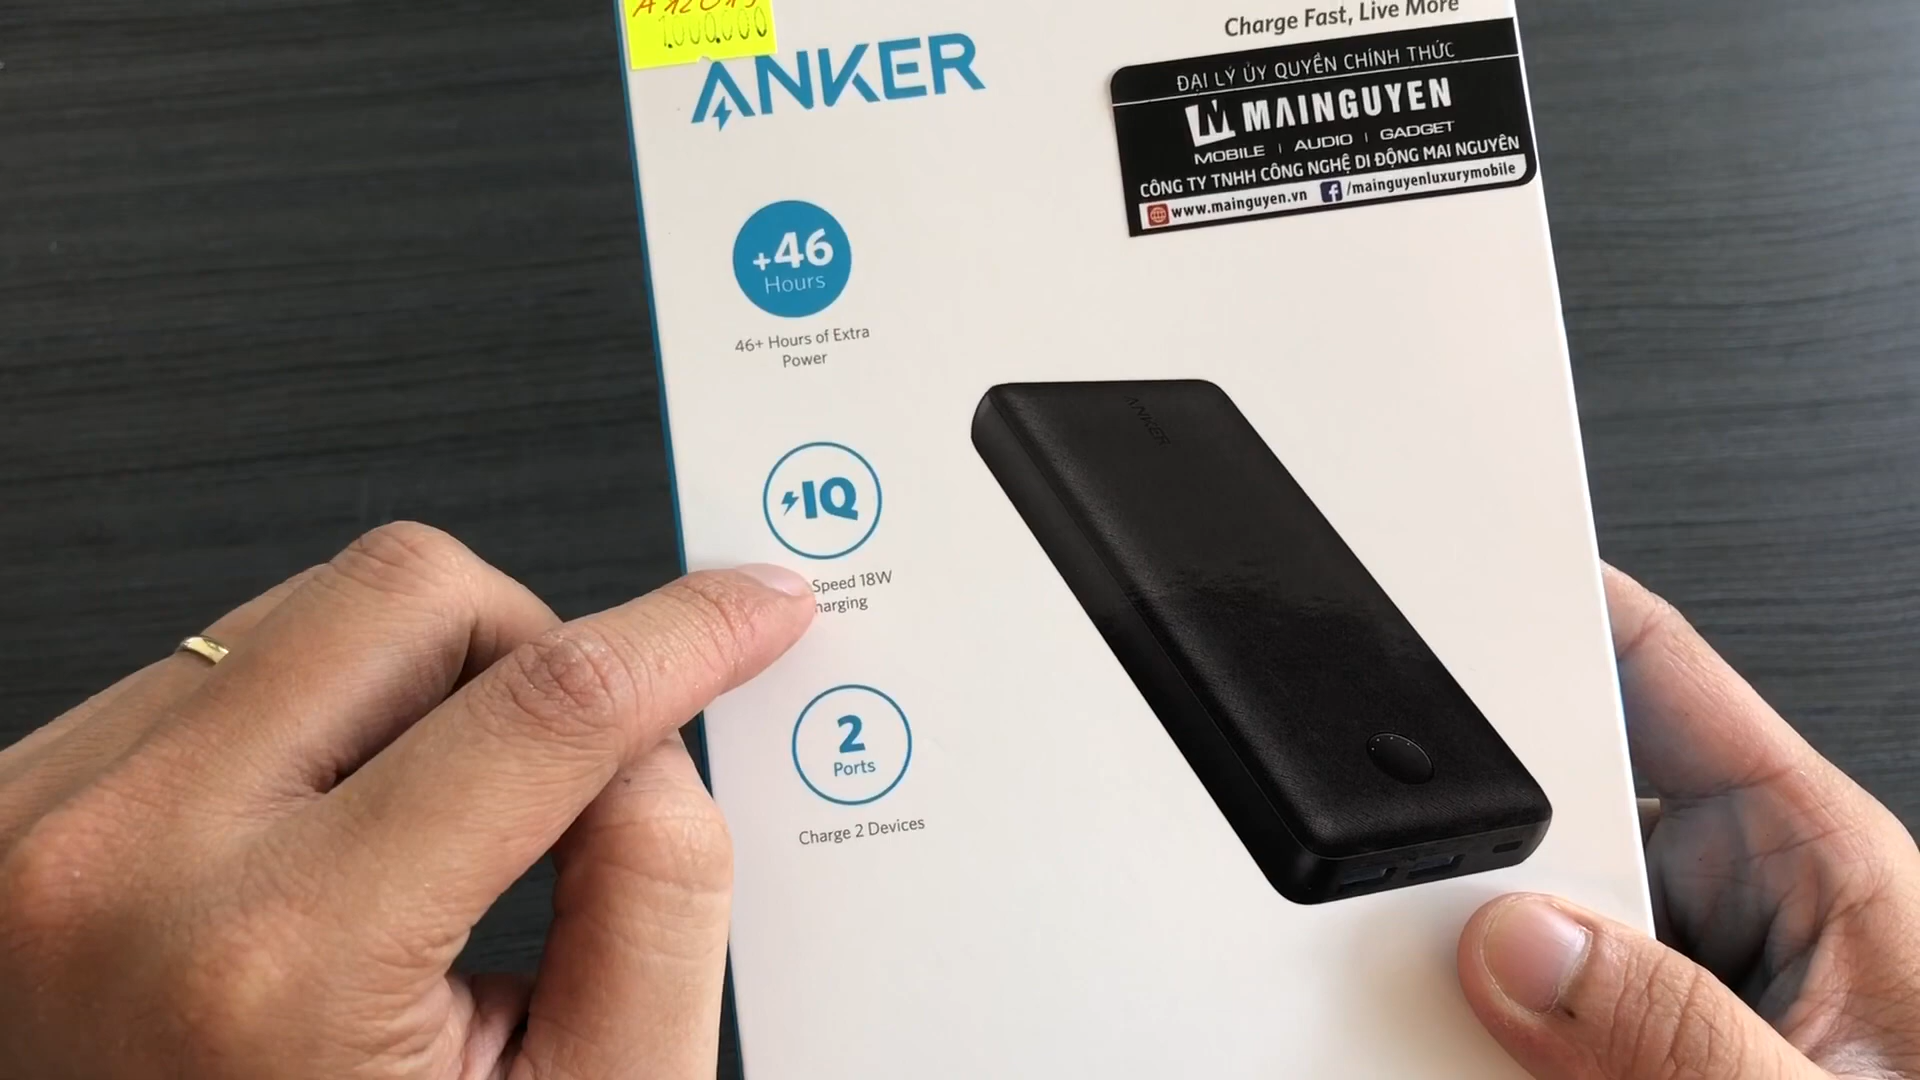 1.000.000
ANKER
Charge Fast, Live More
ĐẠI LÝ ỦY QUYỀN CHÍNH THỨC
MAINGUYEN
MOBILE | AUDIO | GADGET
CÔNG TY TNHH CÔNG NGHỆ DI ĐỘNG MAI NGUYÊN
www.mainguyen.vn f /mainguyenluxurymobile
+46
Hours
46+ Hours of Extra
Power
ANKER
IQ
Speed 18W
harging
2
Ports
Charge 2 Devices